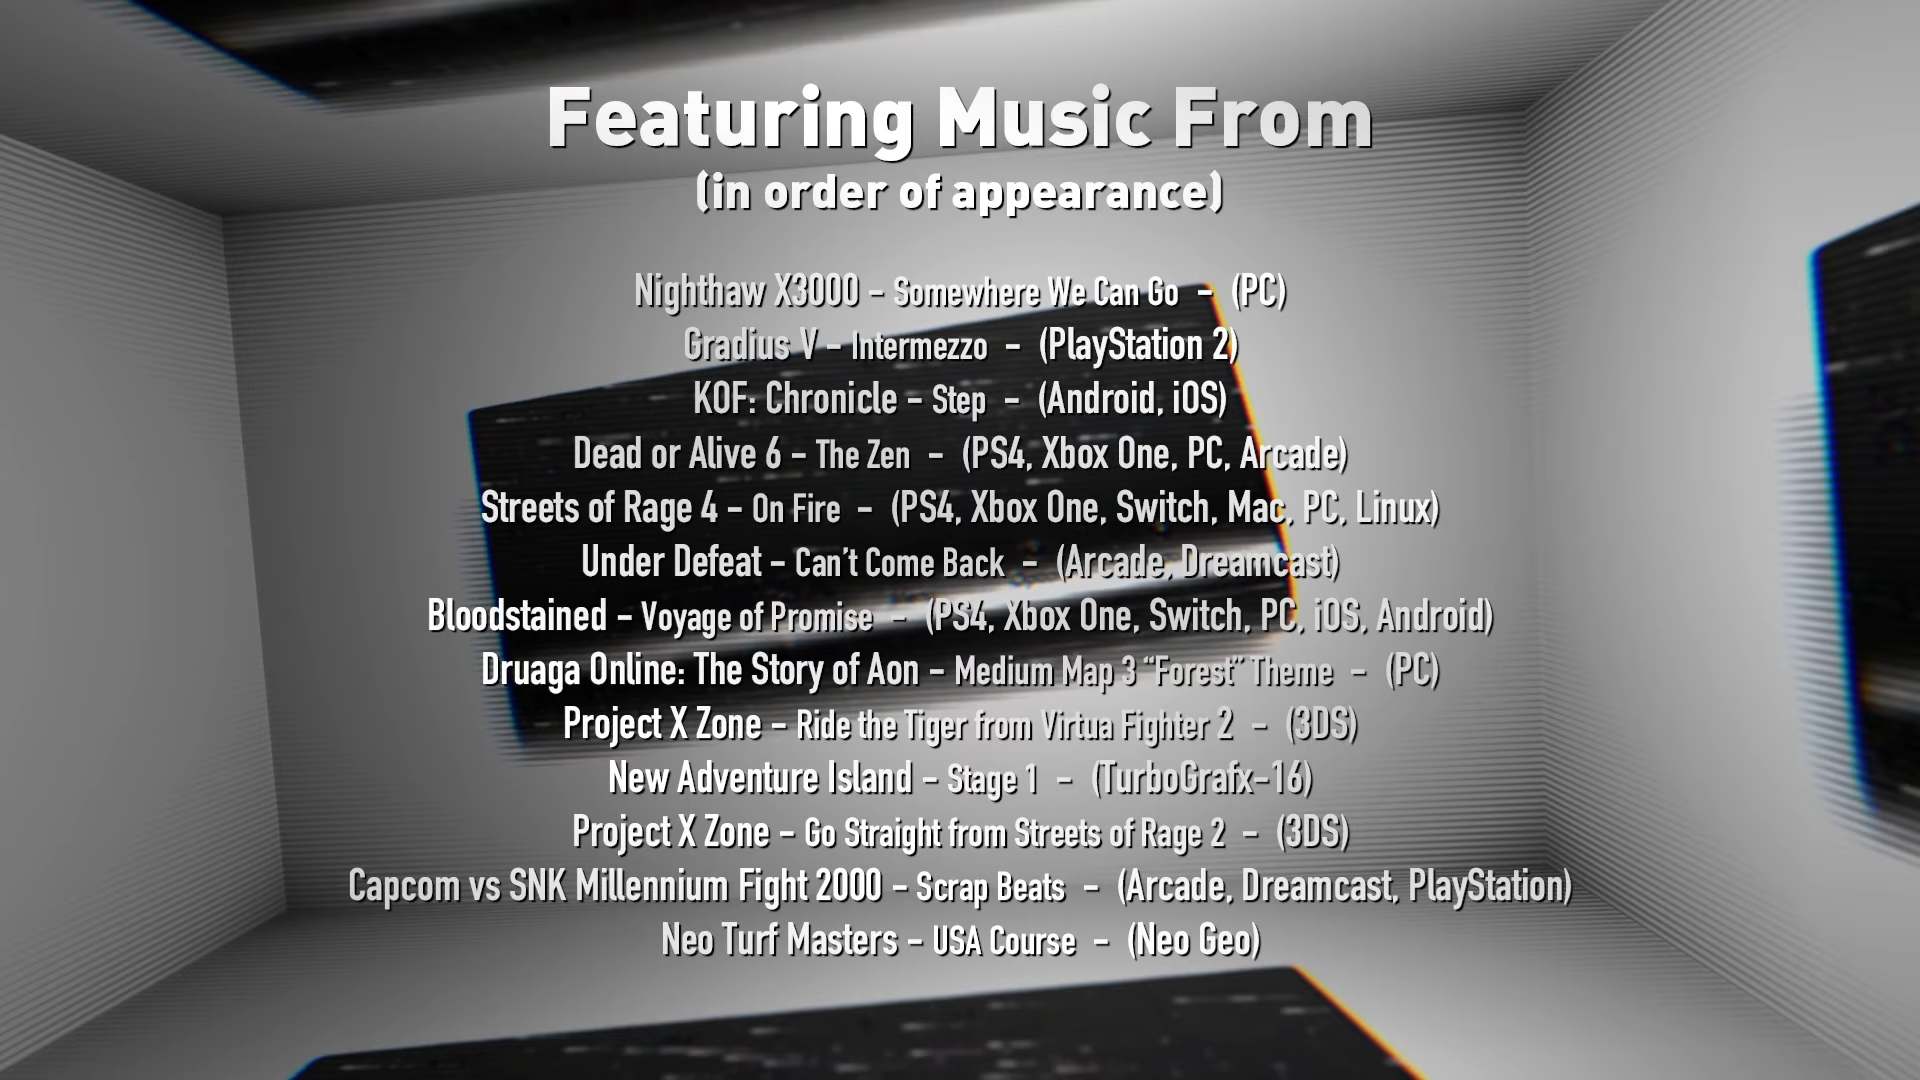 Featuring Music From
(in order of appearance)
Nighthaw X3000 – Somewhere We Can Go – (PC)
Gradius V – Intermezzo – (PlayStation 2)
KOF: Chronicle – Step – (Android, iOS)
Dead or Alive 6 – The Zen – (PS4, Xbox One, PC, Arcade)
Streets of Rage 4 – On Fire – (PS4, Xbox One, Switch, Mac, PC, Linux)
Under Defeat – Can’t Come Back – (Arcade, Dreamcast)
Bloodstained – Voyage of Promise – (PS4, Xbox One, Switch, PC, iOS, Android)
Druaga Online: The Story of Aon – Medium Map 3 “Forest” Theme – (PC)
Project X Zone – Ride the Tiger from Virtua Fighter 2 – (3DS)
New Adventure Island – Stage 1 – (TurboGrafx-16)
Project X Zone – Go Straight from Streets of Rage 2 – (3DS)
Capcom vs SNK Millennium Fight 2000 – Scrap Beats – (Arcade, Dreamcast, PlayStation)
Neo Turf Masters – USA Course – (Neo Geo)